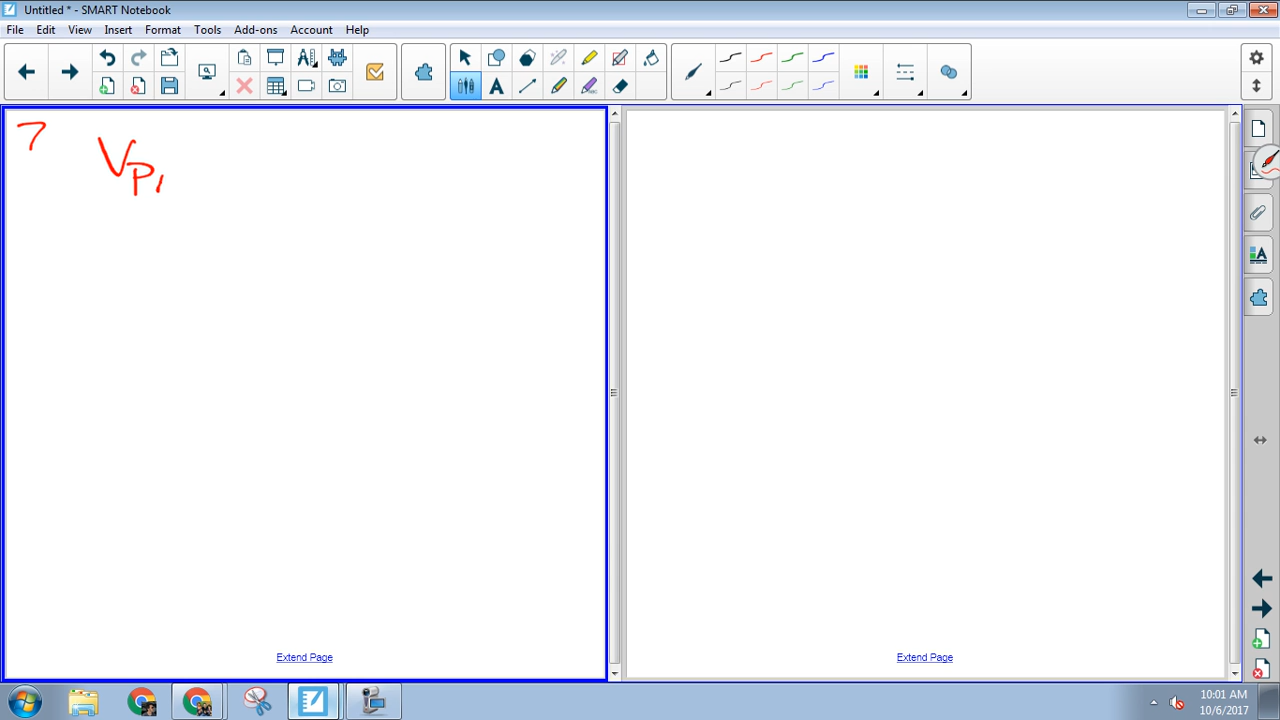 Untitled * - SMART Notebook
File Edit View Insert Format Tools Add-ons Account Help
7 VP1
Extend Page Extend Page
10:01 AM
10/6/2017